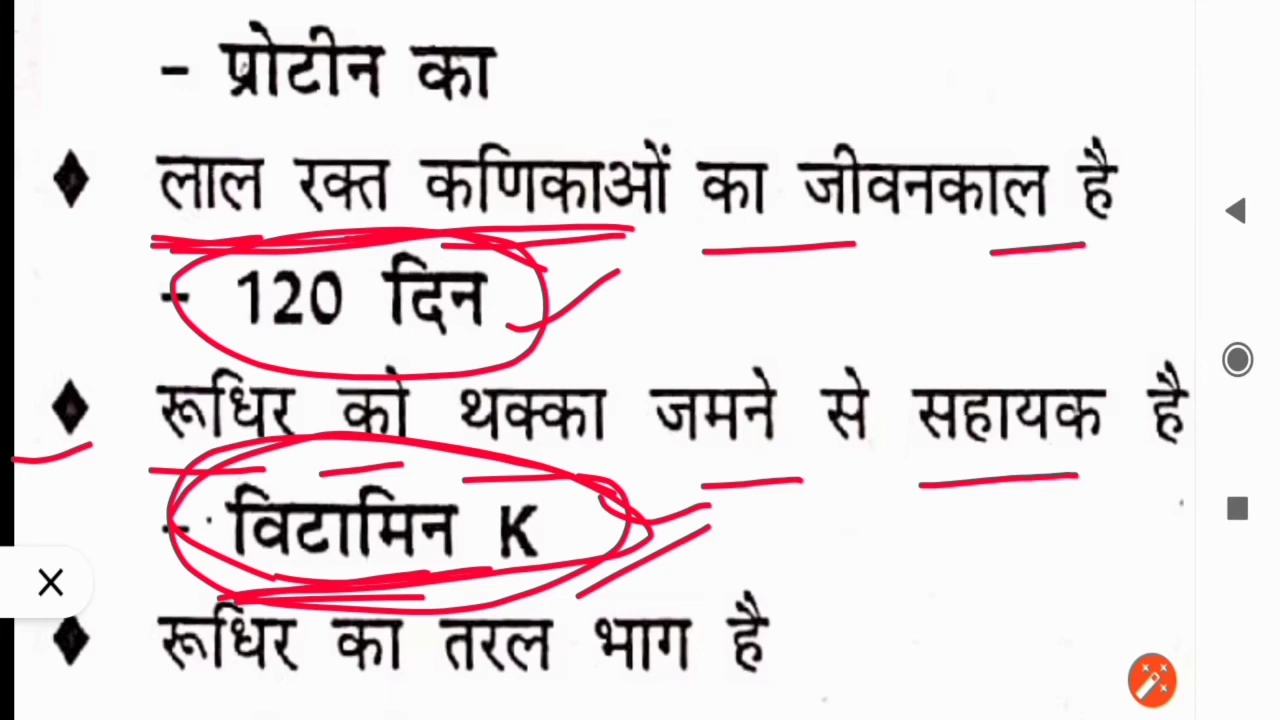 - प्रोटीन का
♦ लाल रक्त कणिकाओं का जीवनकाल है
- 120 दिन
♦ रूधिर को थक्का जमने से सहायक है
- विटामिन K
♦ रूधिर का तरल भाग है